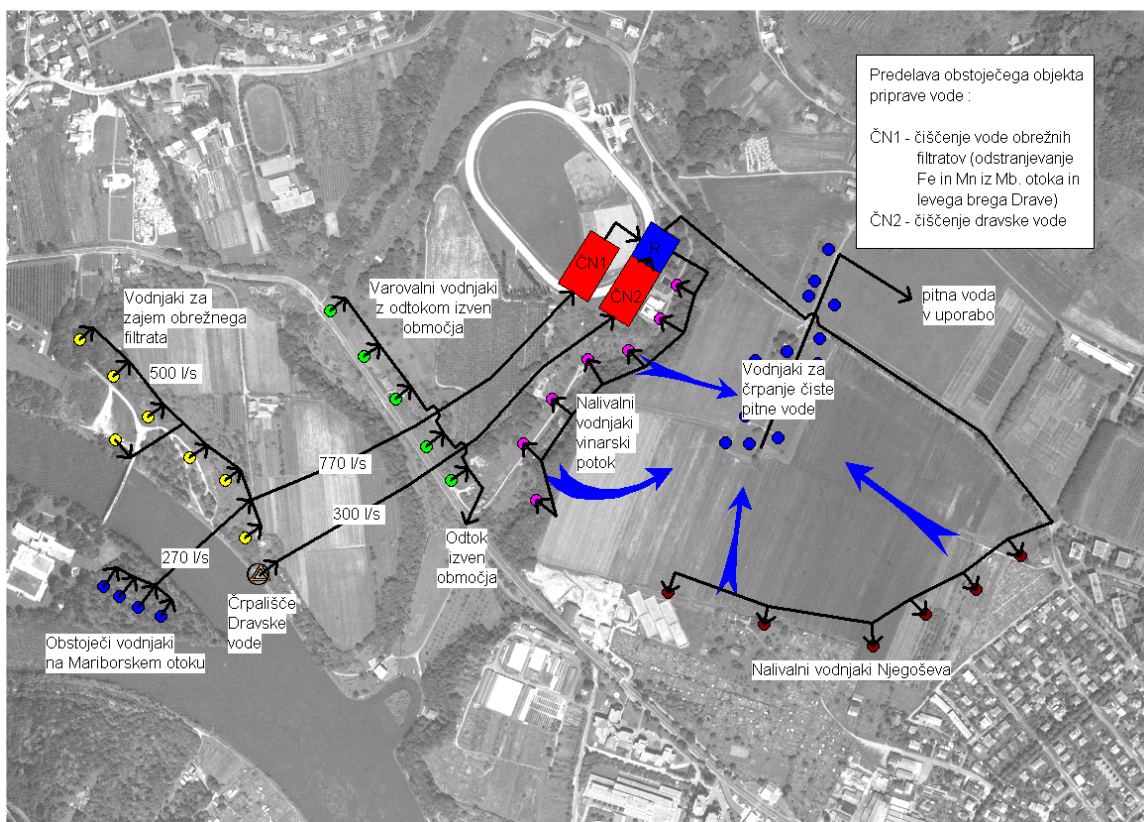 Predelava obstoječega objekta
priprave vode :
ČN1 - čiščenje vode obrežnih
filtratov (odstranjevanje
Fe in Mn iz Mb. otoka in
levega brega Drave)
ČN2 - čiščenje dravske vode
R
ČN1
ČN2
Varovalni vodnjaki
z odtokom izven
območja
Vodnjaki za
zajem obrežnega
filtrata
500 l/s
pitna voda
v uporabo
Vodnjaki za
črpanje čiste
pitne vode
Nalivalni
vodnjaki
vinarski
potok
770 l/s
300 l/s
270 l/s
Odtok
izven
območja
Črpališče
Dravske
vode
Obstoječi vodnjaki
na Mariborskem otoku
Nalivalni vodnjaki Njegoševa